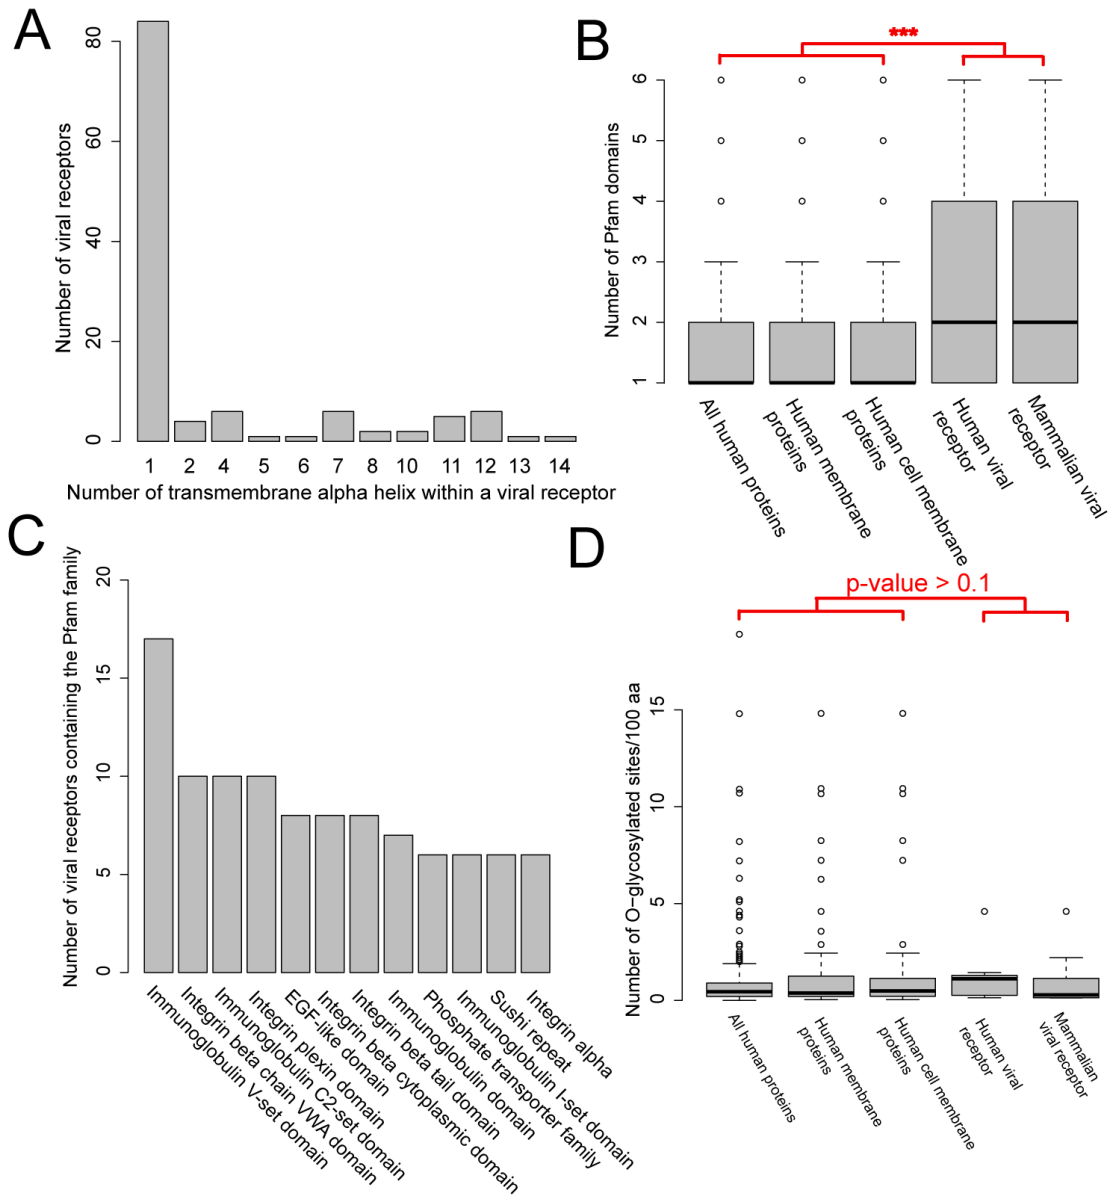 A
Number of viral receptors
80
60
40
20
0
1 2 4 5 6 7 8 10 11 12 13 14
Number of transmembrane alpha helix within a viral receptor
B
***
Number of Pfam domains
6
5
4
3
2
1
All human proteins
Human membrane
proteins
Human cell membrane
proteins
Human viral
receptor
Mammalian viral
receptor
C
Number of viral receptors containing the Pfam family
20
15
10
5
0
Immunoglobulin V-set domain
Integrin beta chain VWA domain
Immunoglobulin C2-set domain
Integrin plexin domain
EGF-like domain
Integrin beta cytoplasmic domain
Integrin beta tail domain
Immunoglobulin domain
Phosphate transporter family
Immunoglobulin I-set domain
Sushi repeat
Integrin alpha
D
p-value > 0.1
Number of O−glycosylated sites/100 aa
15
10
5
0
All human proteins
Human membrane
proteins
Human cell membrane
proteins
Human viral
receptor
Mammalian
viral receptor